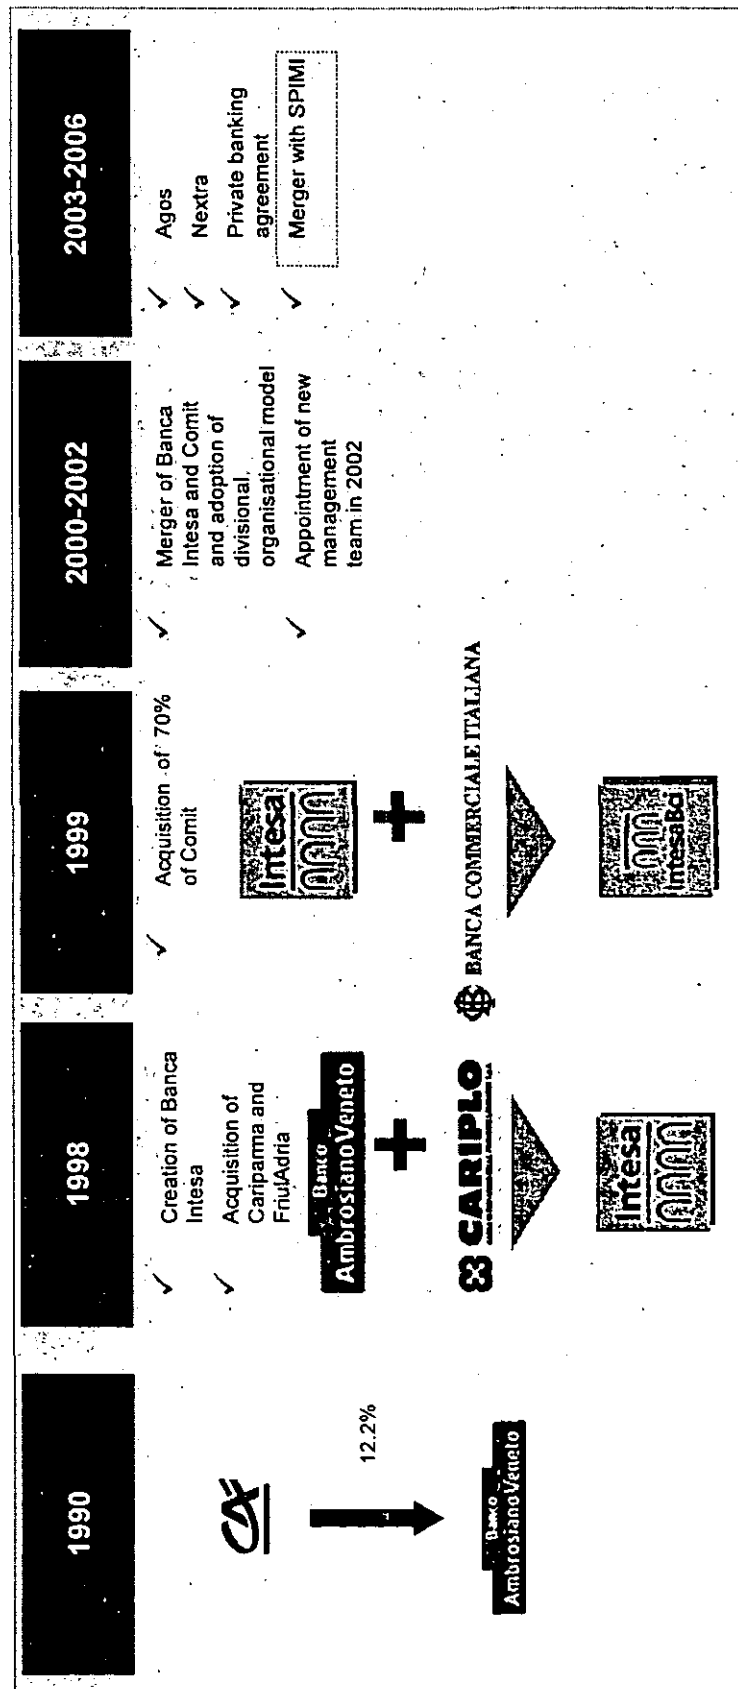 1990
12.2%
Banco
AmbrosianoVeneto
1998
✓ Creation of Banca
Intesa
✓ Acquisition of
Cariparma and
FriulAdria
Banco
AmbrosianoVeneto
+
CARIPLO
Intesa
1999
✓ Acquisition of 70%
of Comit
Intesa
+
BANCA COMMERCIALE ITALIANA
IntesaBci
2000-2002
✓ Merger of Banca
Intesa and Comit
and adoption of
divisional
organisational model
✓ Appointment of new
management
team in 2002
2003-2006
✓ Agos
✓ Nextra
✓ Private banking
agreement
✓ Merger with SPIMI